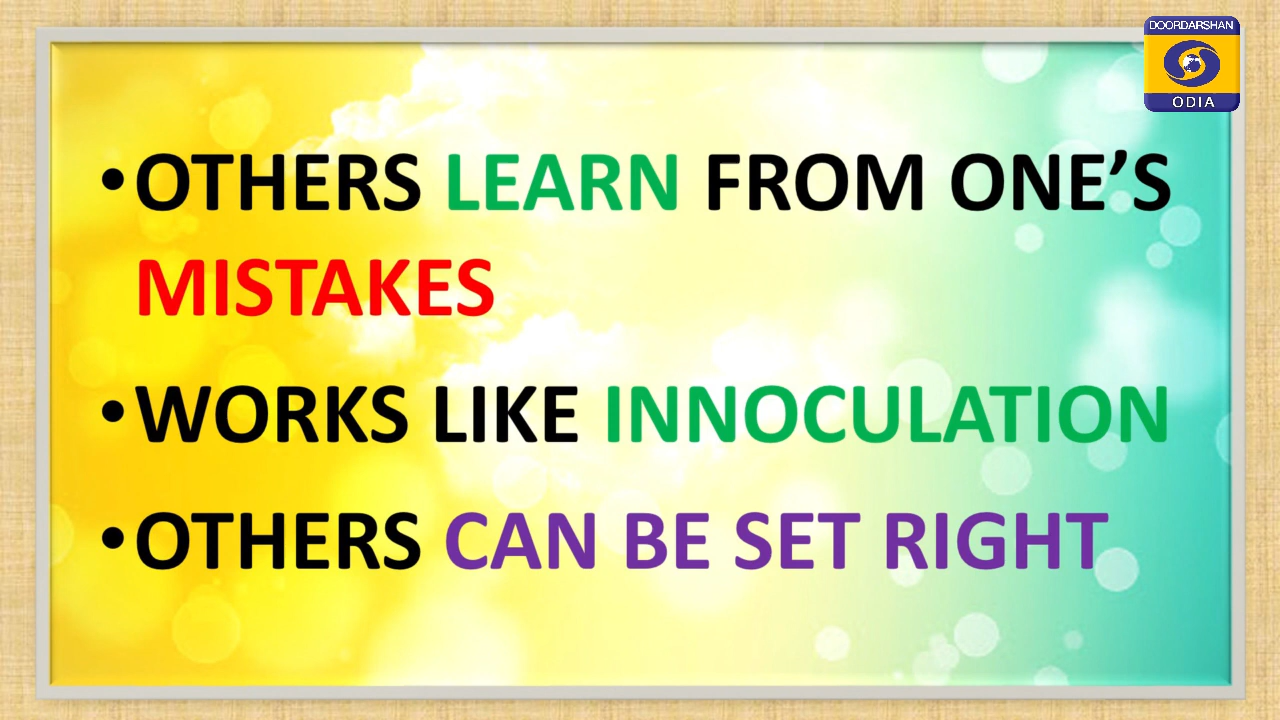 DOORDARSHAN
ODIA
•OTHERS LEARN FROM ONE’S
MISTAKES
•WORKS LIKE INNOCULATION
•OTHERS CAN BE SET RIGHT